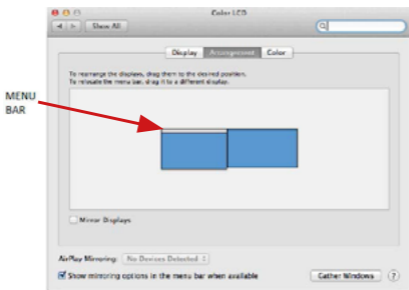 Color LCD
Show All
Display Arrangement Color
To rearrange the displays, drag them to the desired position.
To relocate the menu bar, drag it to a different display.
MENU
BAR
Mirror Displays
AirPlay Mirroring: No Devices Detected
Show mirroring options in the menu bar when available
Gather Windows ?